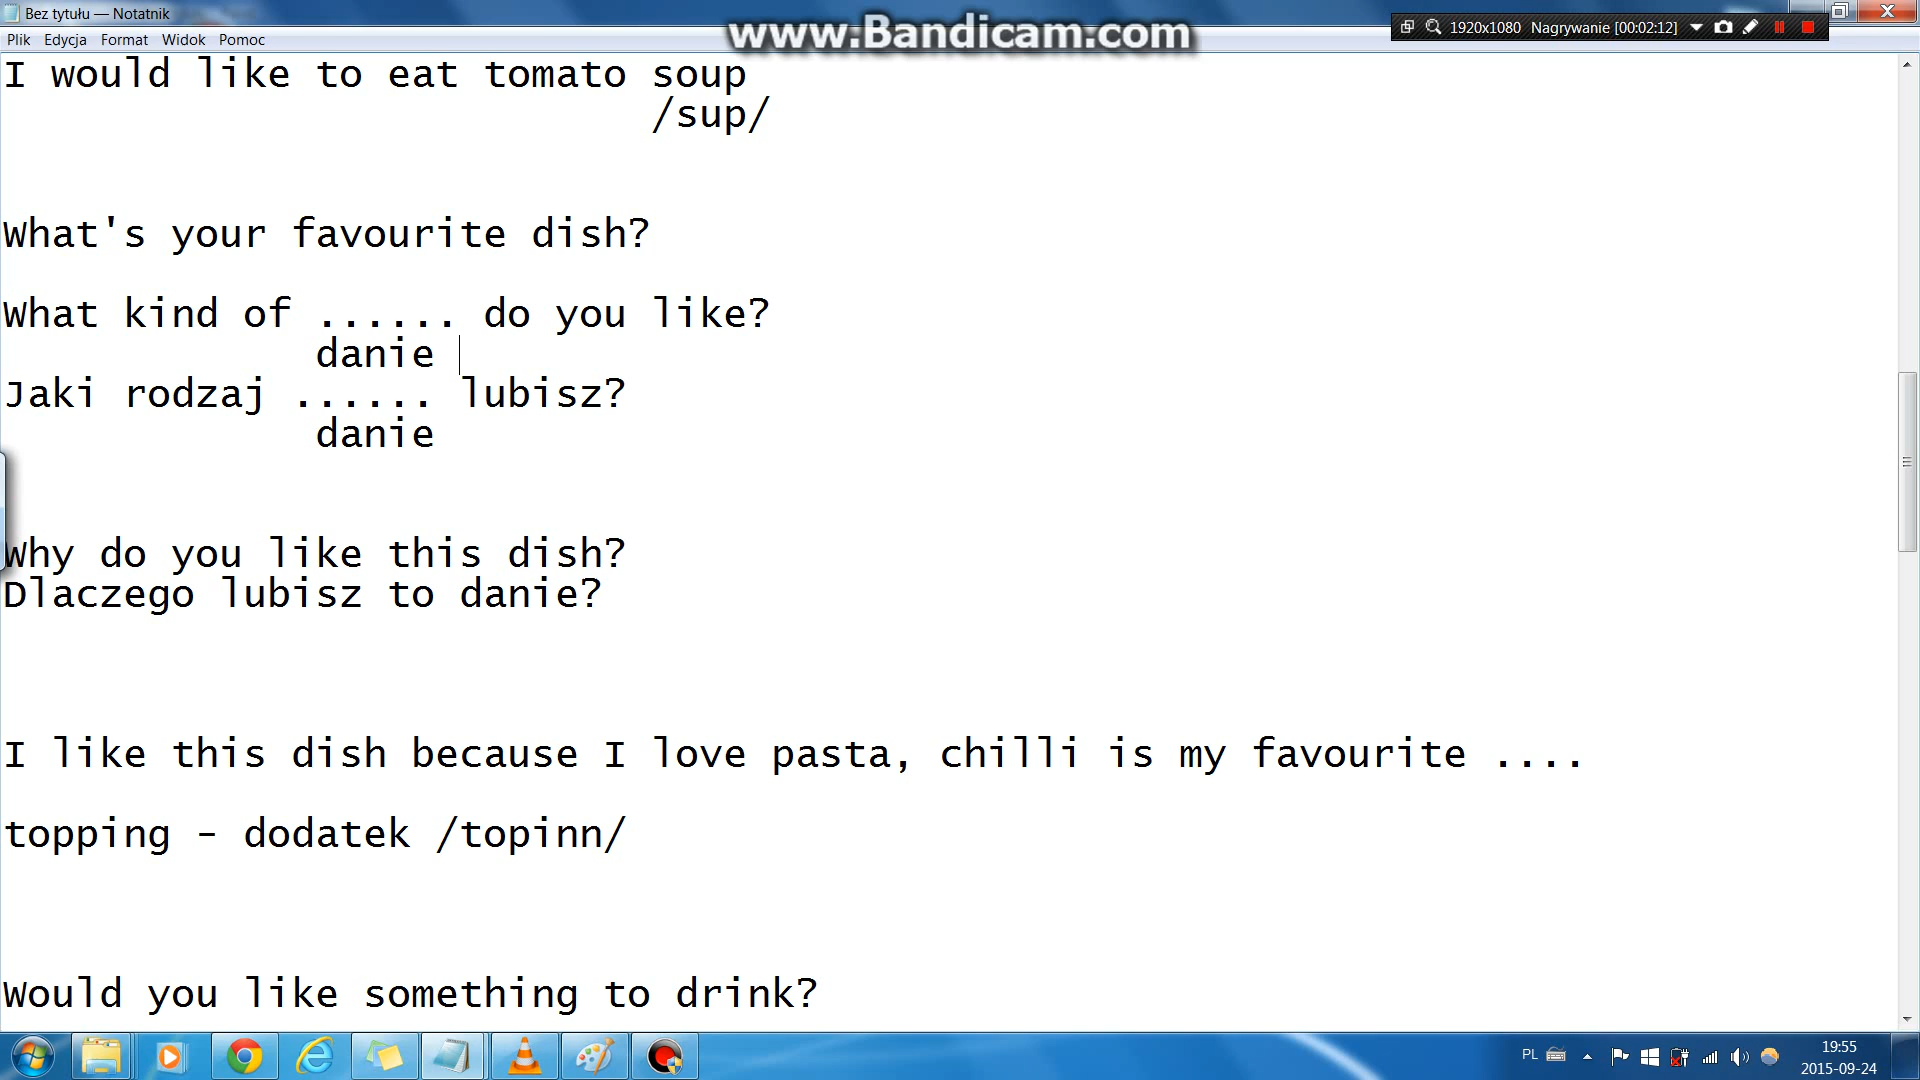 Bez tytułu — Notatnik
www.Bandicam.com
1920x1080 Nagrywanie [00:02:12]
Plik Edycja Format Widok Pomoc
I would like to eat tomato soup
/sup/
What's your favourite dish?
What kind of ...... do you like?
danie
Jaki rodzaj ...... lubisz?
danie
Why do you like this dish?
Dlaczego lubisz to danie?
I like this dish because I love pasta, chilli is my favourite ....
topping - dodatek /topinn/
Would you like something to drink?
PL
19:55
2015-09-24